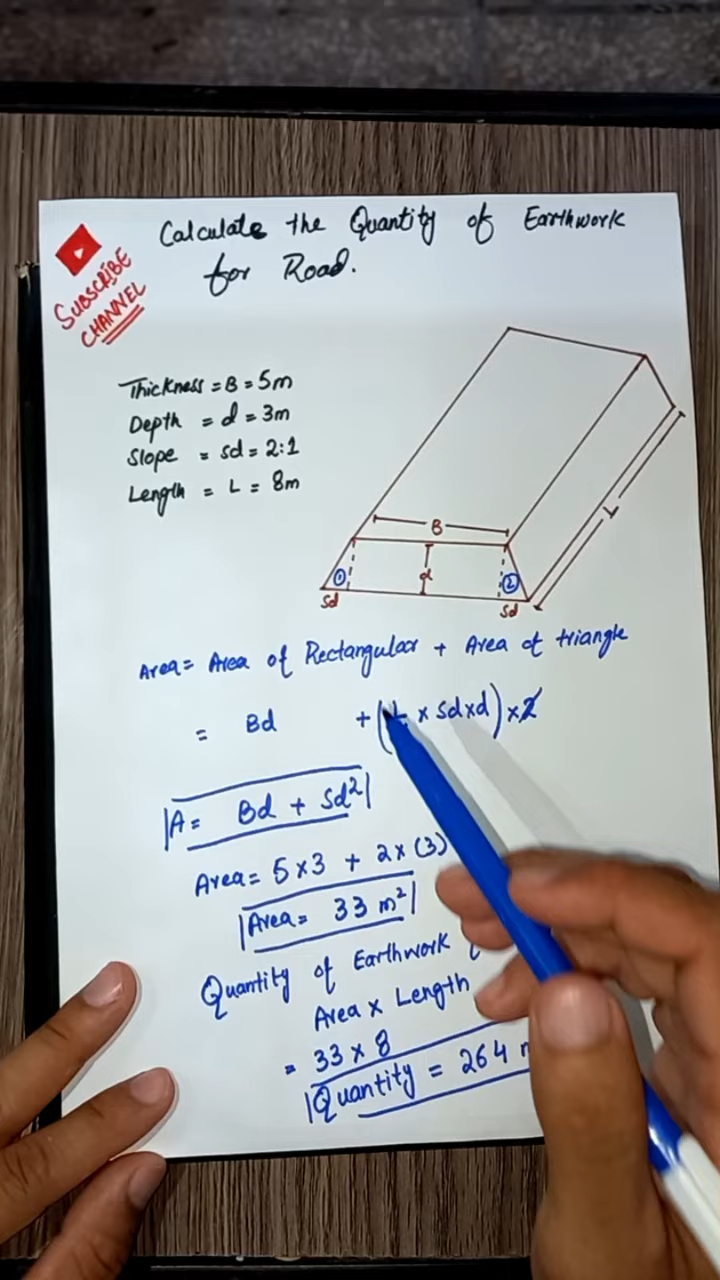 Calculate the Quantity of Earthwork
for Road.
SUBSCRIBE
CHANNEL
Thickness = B = 5m
Depth = d = 3m
Slope = Sd = 2:1
Length = L = 8m
B
L
d
1
2
Sd
Sd
Area = Area of Rectangular + Area of triangle
= Bd + ( × Sd×d) × 2
A = Bd + Sd²
Area = 5×3 + 2×(3)
Area = 33 m²
Quantity of Earthwork
Area × Length
= 33 × 8
Quantity = 264